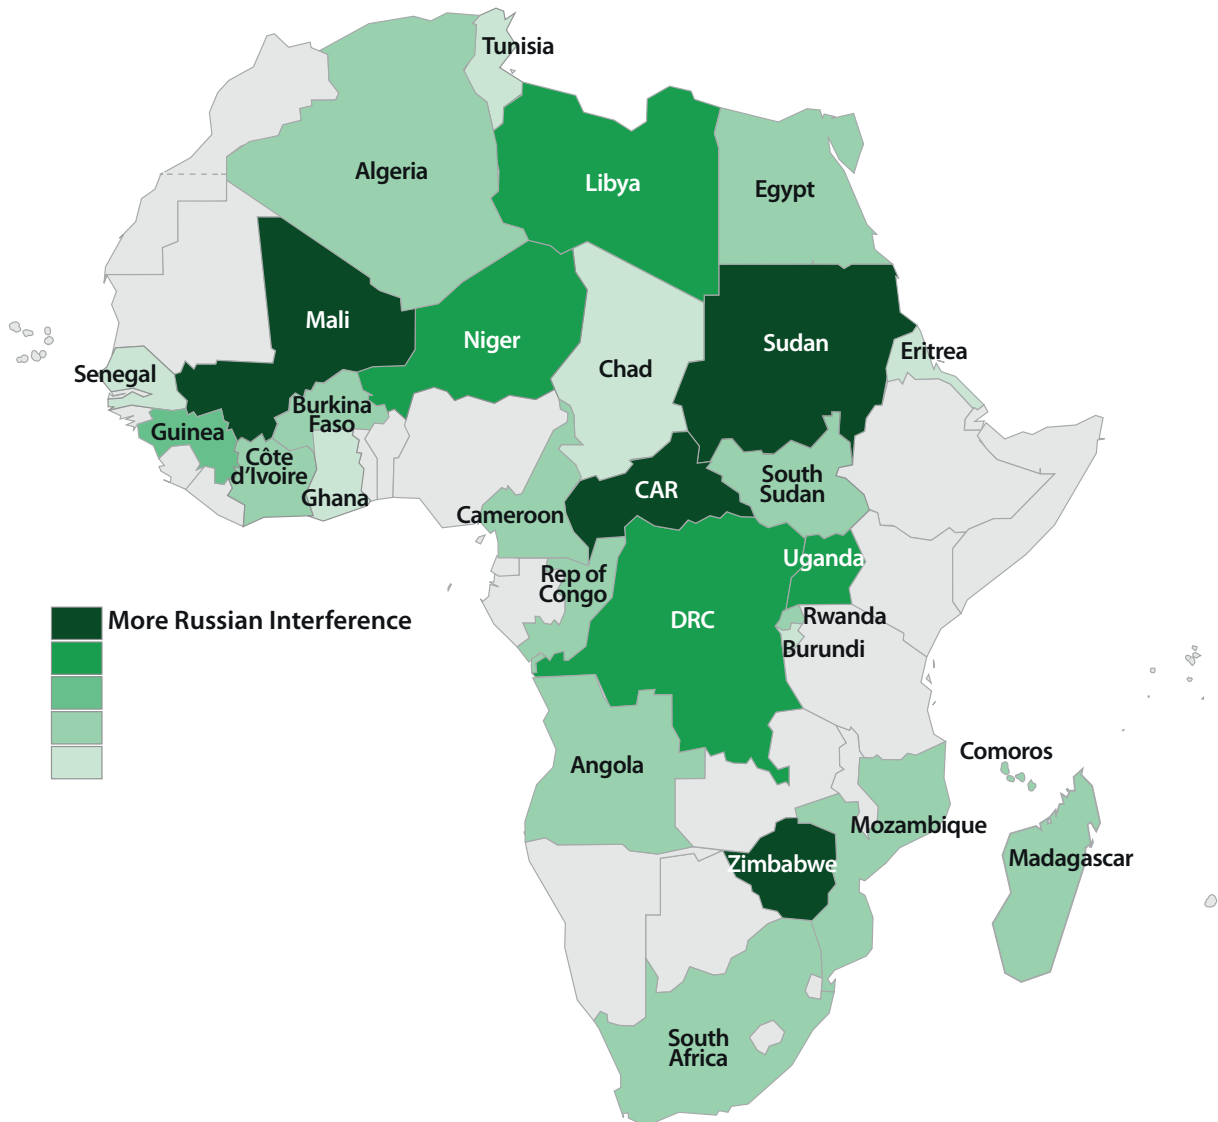 Tunisia
Algeria
Libya
Egypt
Mali
Niger
Chad
Sudan
Eritrea
Senegal
Burkina
Faso
Guinea
Côte
d'Ivoire
Ghana
Cameroon
CAR
South
Sudan
Uganda
Rep of
Congo
DRC
Rwanda
Burundi
More Russian Interference
Angola
Comoros
Mozambique
Zimbabwe
Madagascar
South
Africa